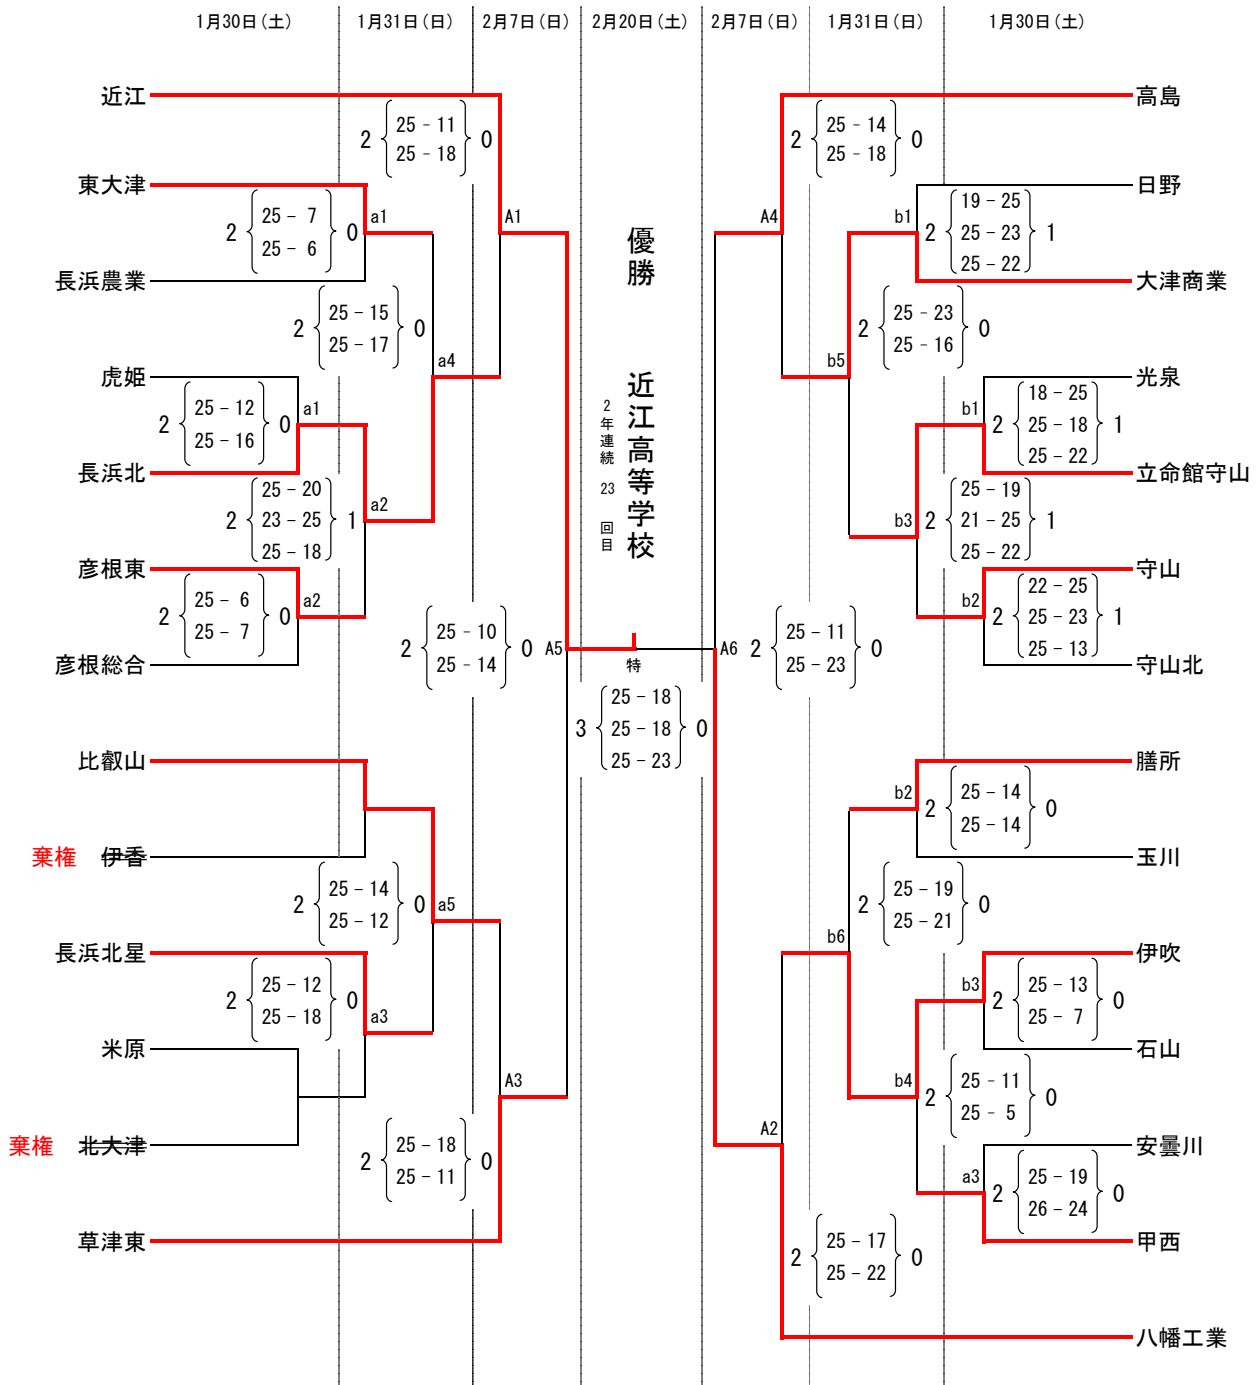 1月30日(土) 1月31日(日) 2月7日(日) 2月20日(土) 2月7日(日) 1月31日(日) 1月30日(土)
近江
高島
2 25-11 0
25-18
2 25-14 0
25-18
東大津
日野
a1
A1
A4
b1
2 25-7 0
25-6
2 19-25 1
25-23
25-22
長浜農業
大津商業
優勝
近江高等学校
2年連続 23 回目
2 25-15 0
25-17
a4
2 25-23 0
25-16
b5
虎姫
光泉
a1
b1
2 25-12 0
25-16
2 18-25 1
25-18
25-22
長浜北
立命館守山
2 25-20 1
23-25
25-18
a2
b3
2 25-19 1
21-25
25-22
彦根東
守山
2 25-6 0
25-7
a2
b2
2 22-25 1
25-23
25-13
彦根総合
守山北
2 25-10 0
25-14
A5
A6
2 25-11 0
25-23
特
3 25-18 0
25-18
25-23
比叡山
膳所
b2
2 25-14 0
25-14
棄権 伊香
玉川
2 25-14 0
25-12
a5
2 25-19 0
25-21
b6
長浜北星
伊吹
2 25-12 0
25-18
a3
b3
2 25-13 0
25-7
米原
石山
A3
b4
2 25-11 0
25-5
棄権 北大津
安曇川
A2
2 25-18 0
25-11
a3
2 25-19 0
26-24
草津東
甲西
2 25-17 0
25-22
八幡工業